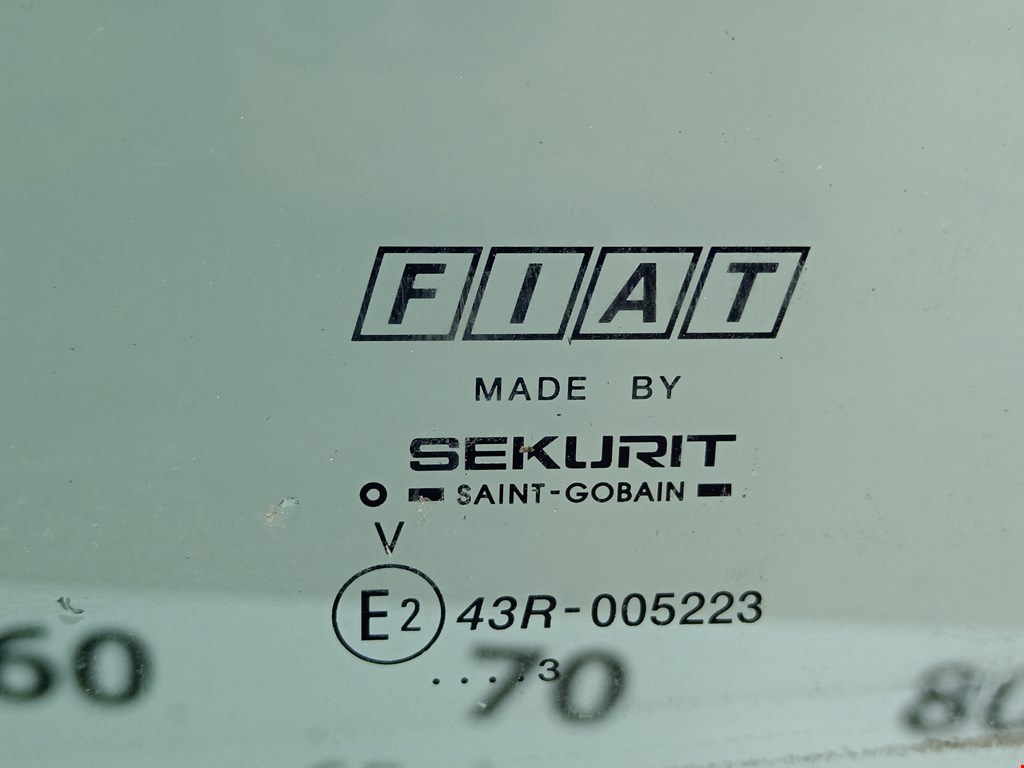 FIAT
MADE BY
SEKURIT
SAINT-GOBAIN
V
E2 43R-005223
.....3
60 70 80